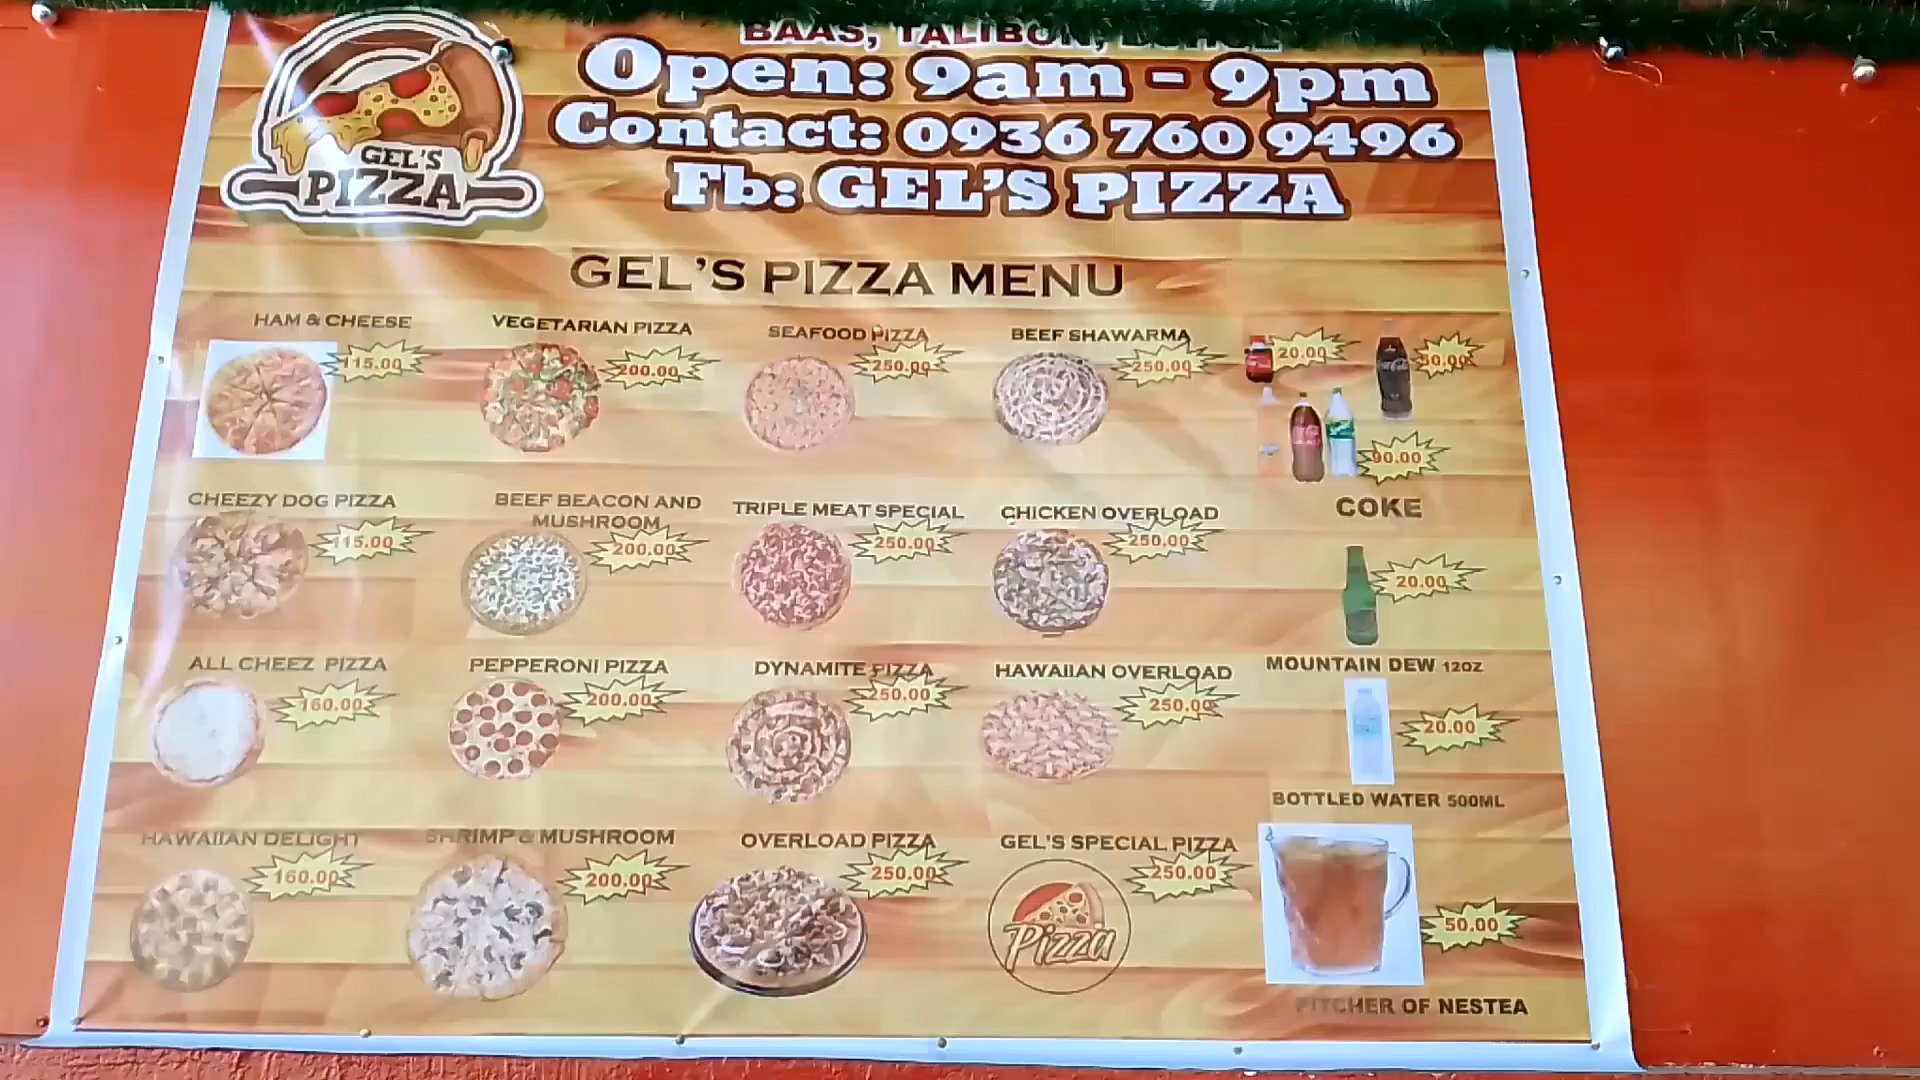 BAAS, TALIBON, BOHOL
Open: 9am - 9pm
Contact: 0936 760 9496
Fb: GEL'S PIZZA
GEL'S
PIZZA
GEL'S PIZZA MENU
HAM & CHEESE
115.00
VEGETARIAN PIZZA
200.00
SEAFOOD PIZZA
250.00
BEEF SHAWARMA
250.00
20.00
90.00
COKE
CHEEZY DOG PIZZA
115.00
BEEF BEACON AND
MUSHROOM
200.00
TRIPLE MEAT SPECIAL
250.00
CHICKEN OVERLOAD
250.00
20.00
MOUNTAIN DEW 12OZ
ALL CHEEZ PIZZA
160.00
PEPPERONI PIZZA
200.00
DYNAMITE PIZZA
250.00
HAWAIIAN OVERLOAD
250.00
20.00
BOTTLED WATER 500ML
HAWAIIAN DELIGHT
160.00
SHRIMP & MUSHROOM
200.00
OVERLOAD PIZZA
250.00
GEL'S SPECIAL PIZZA
250.00
Pizza
50.00
PITCHER OF NESTEA